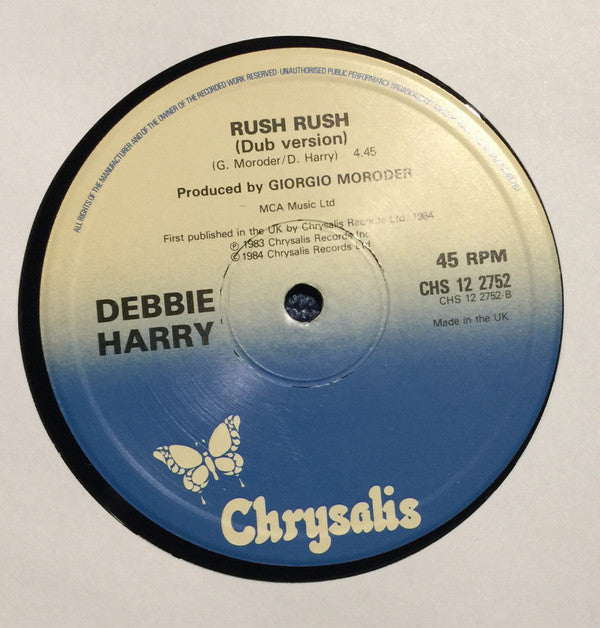 ALL RIGHTS OF THE MANUFACTURER AND OF THE OWNER OF THE RECORDED WORK RESERVED · UNAUTHORISED PUBLIC PERFORMANCE BROADCASTING
RUSH RUSH
(Dub version)
(G. Moroder/D. Harry) 4.45
Produced by GIORGIO MORODER
MCA Music Ltd
First published in the UK by Chrysalis Records Ltd. 1984
℗ 1983 Chrysalis Records Inc
© 1984 Chrysalis Records Ltd
45 RPM
CHS 12 2752
CHS 12 2752-B
Made in the UK
DEBBIE
HARRY
Chrysalis